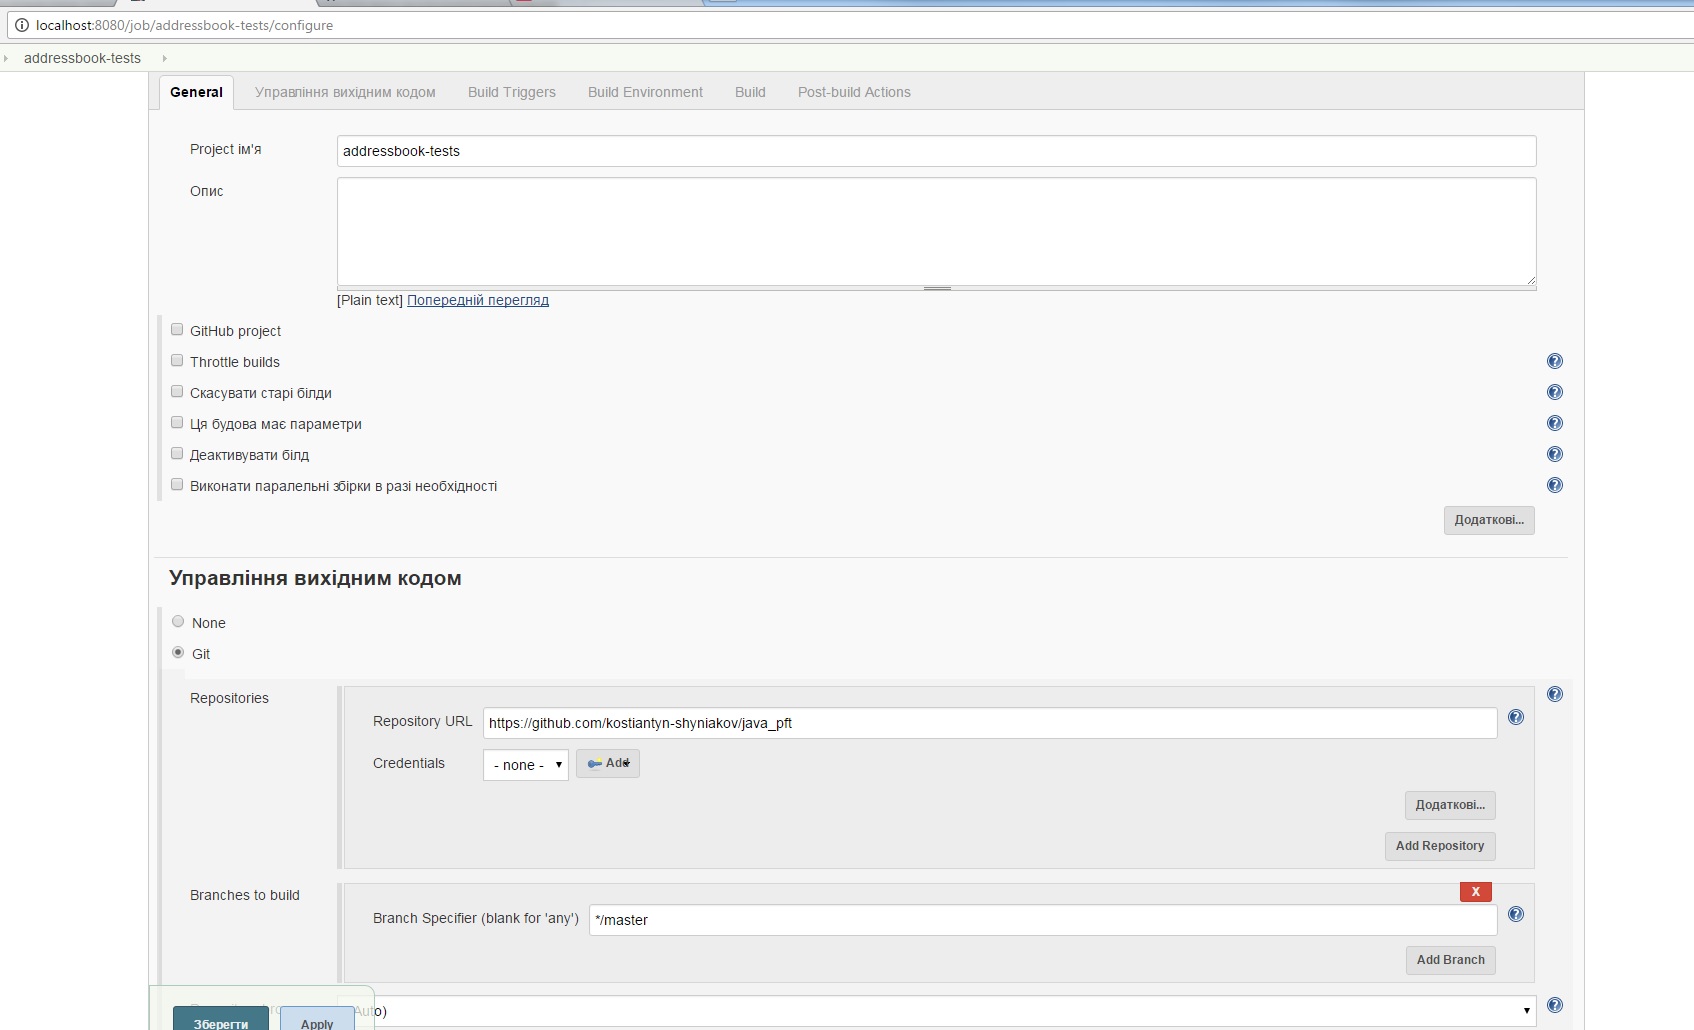 localhost:8080/job/addressbook-tests/configure
addressbook-tests
General Управління вихідним кодом Build Triggers Build Environment Build Post-build Actions
Project ім'я addressbook-tests
Опис
[Plain text] Попередній перегляд
GitHub project
Throttle builds
Скасувати старі білди
Ця будова має параметри
Деактивувати білд
Виконати паралельні збірки в разі необхідності
Додаткові...
Управління вихідним кодом
None
Git
Repositories
Repository URL https://github.com/kostiantyn-shyniakov/java_pft
Credentials - none - Add
Додаткові...
Add Repository
Branches to build
X
Branch Specifier (blank for 'any') */master
Add Branch
Auto)
Зберегти Apply